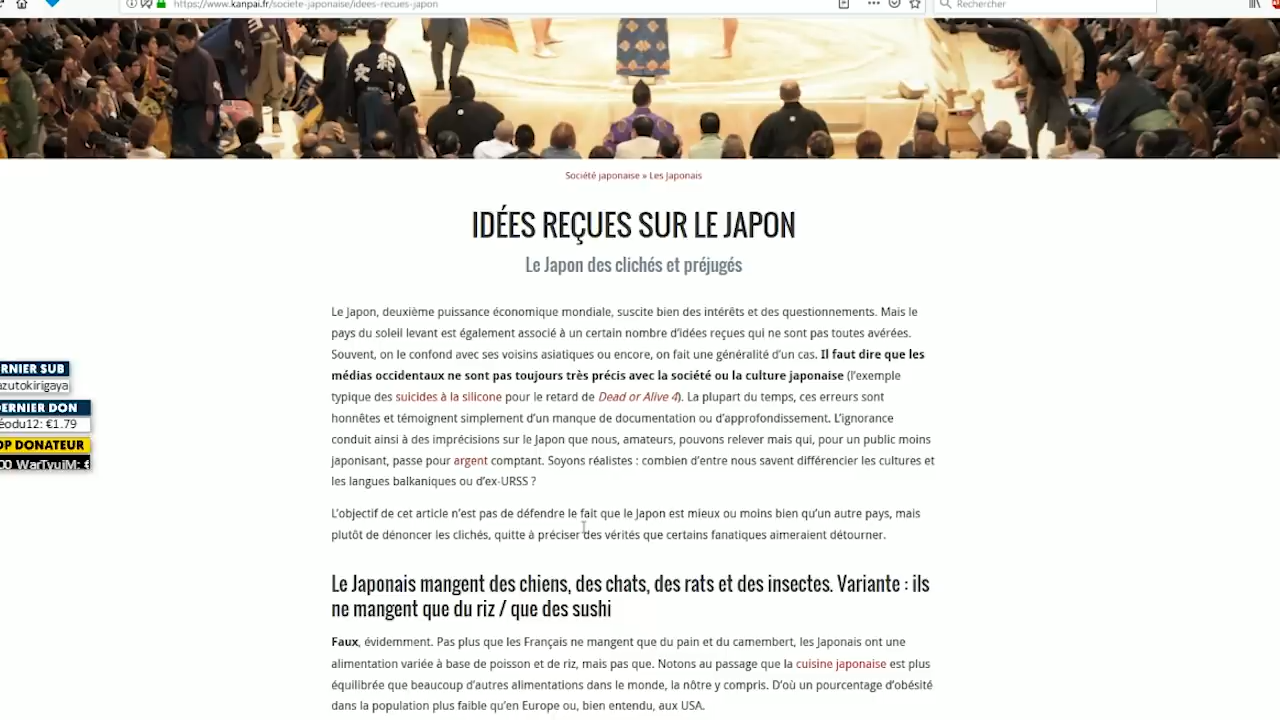 https://www.kanpai.fr/societe-japonaise/idees-recues-japon
Rechercher
Société japonaise » Les Japonais
IDÉES REÇUES SUR LE JAPON
Le Japon des clichés et préjugés
Le Japon, deuxième puissance économique mondiale, suscite bien des intérêts et des questionnements. Mais le
pays du soleil levant est également associé à un certain nombre d'idées reçues qui ne sont pas toutes avérées.
Souvent, on le confond avec ses voisins asiatiques ou encore, on fait une généralité d'un cas. Il faut dire que les
médias occidentaux ne sont pas toujours très précis avec la société ou la culture japonaise (l'exemple
typique des suicides à la silicone pour le retard de Dead or Alive 4). La plupart du temps, ces erreurs sont
honnêtes et témoignent simplement d'un manque de documentation ou d'approfondissement. L'ignorance
conduit ainsi à des imprécisions sur le Japon que nous, amateurs, pouvons relever mais qui, pour un public moins
japonisant, passe pour argent comptant. Soyons réalistes : combien d'entre nous savent différencier les cultures et
les langues balkaniques ou d'ex-URSS ?
L'objectif de cet article n'est pas de défendre le fait que le Japon est mieux ou moins bien qu'un autre pays, mais
plutôt de dénoncer les clichés, quitte à préciser des vérités que certains fanatiques aimeraient détourner.
Le Japonais mangent des chiens, des chats, des rats et des insectes. Variante : ils
ne mangent que du riz / que des sushi
Faux, évidemment. Pas plus que les Français ne mangent que du pain et du camembert, les Japonais ont une
alimentation variée à base de poisson et de riz, mais pas que. Notons au passage que la cuisine japonaise est plus
équilibrée que beaucoup d'autres alimentations dans le monde, la nôtre y compris. D'où un pourcentage d'obésité
dans la population plus faible qu'en Europe ou, bien entendu, aux USA.
RNIER SUB
azutokirigaya
DERNIER DON
éodu12: €1.79
OP DONATEUR
00 WarTyuiM: €